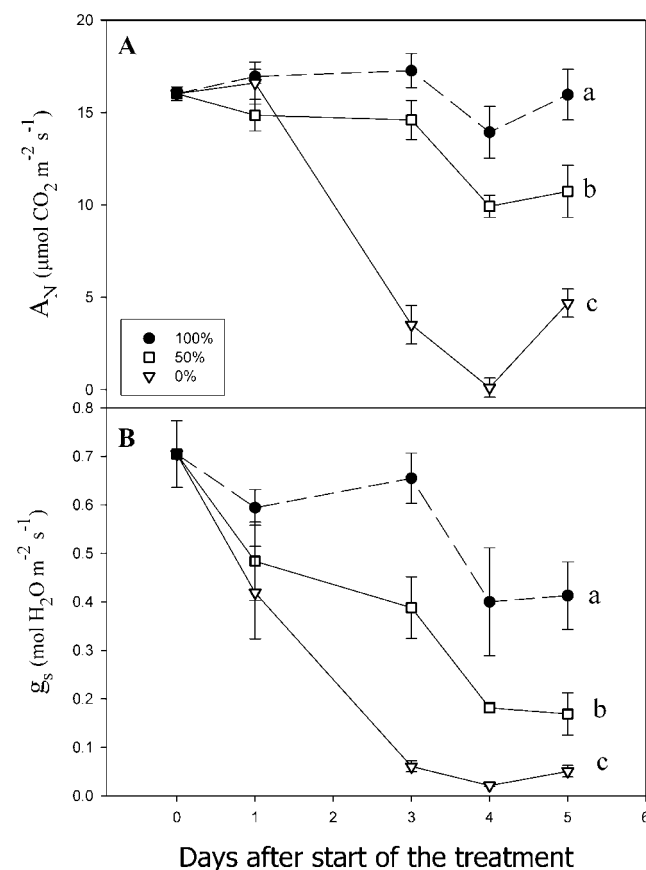 A
20
15
10
5
0
A_N (μmol CO₂ m⁻² s⁻¹)
a
b
c
100%
50%
0%
B
0.8
0.7
0.6
0.5
0.4
0.3
0.2
0.1
0.0
g_s (mol H₂O m⁻² s⁻¹)
a
b
c
0 1 2 3 4 5 6
Days after start of the treatment